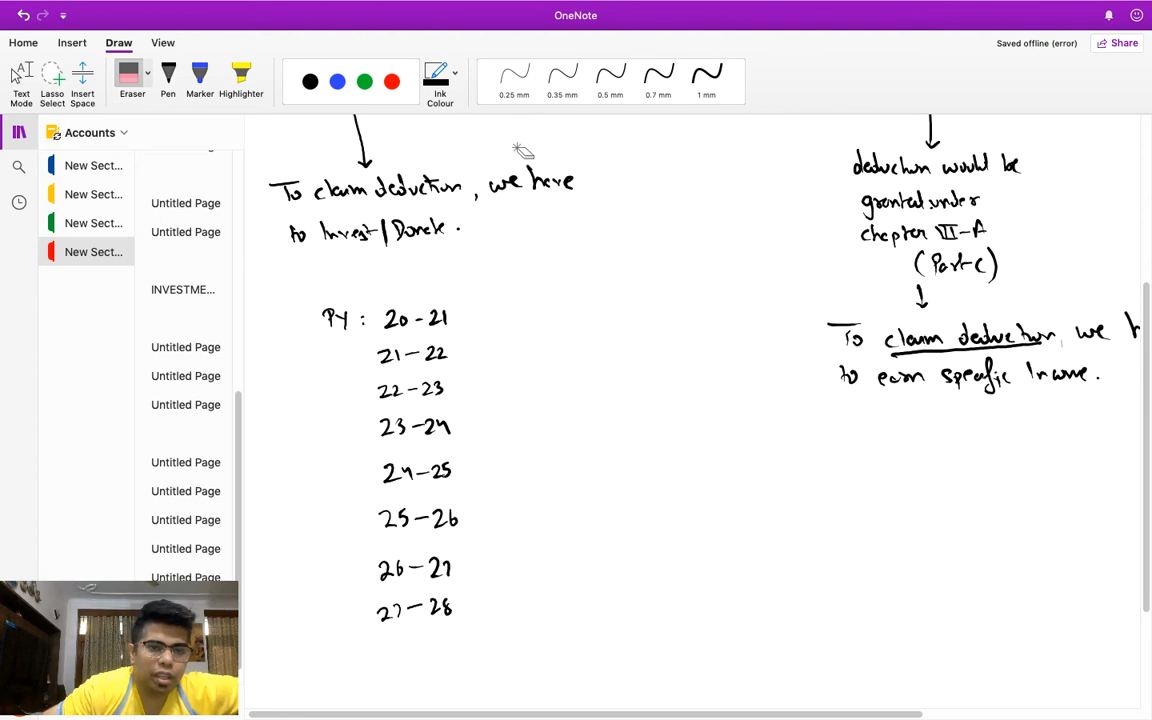 OneNote
Home Insert Draw View
Saved offline (error) Share
Text Mode
Lasso Select
Insert Space
Eraser
Pen
Marker
Highlighter
Ink Colour
0.25 mm 0.35 mm 0.5 mm 0.7 mm 1 mm
Accounts
New Sect...
New Sect...
New Sect...
New Sect...
Untitled Page
Untitled Page
INVESTME...
Untitled Page
Untitled Page
Untitled Page
Untitled Page
Untitled Page
Untitled Page
Untitled Page
Untitled Page
To claim deduction, we have
to Invest/Donate.
PY: 20-21
21-22
22-23
23-24
24-25
25-26
26-27
27-28
deduction would be
granted under
chapter VI-A
(Part-C)
To claim deduction, we h
to earn specific Income.